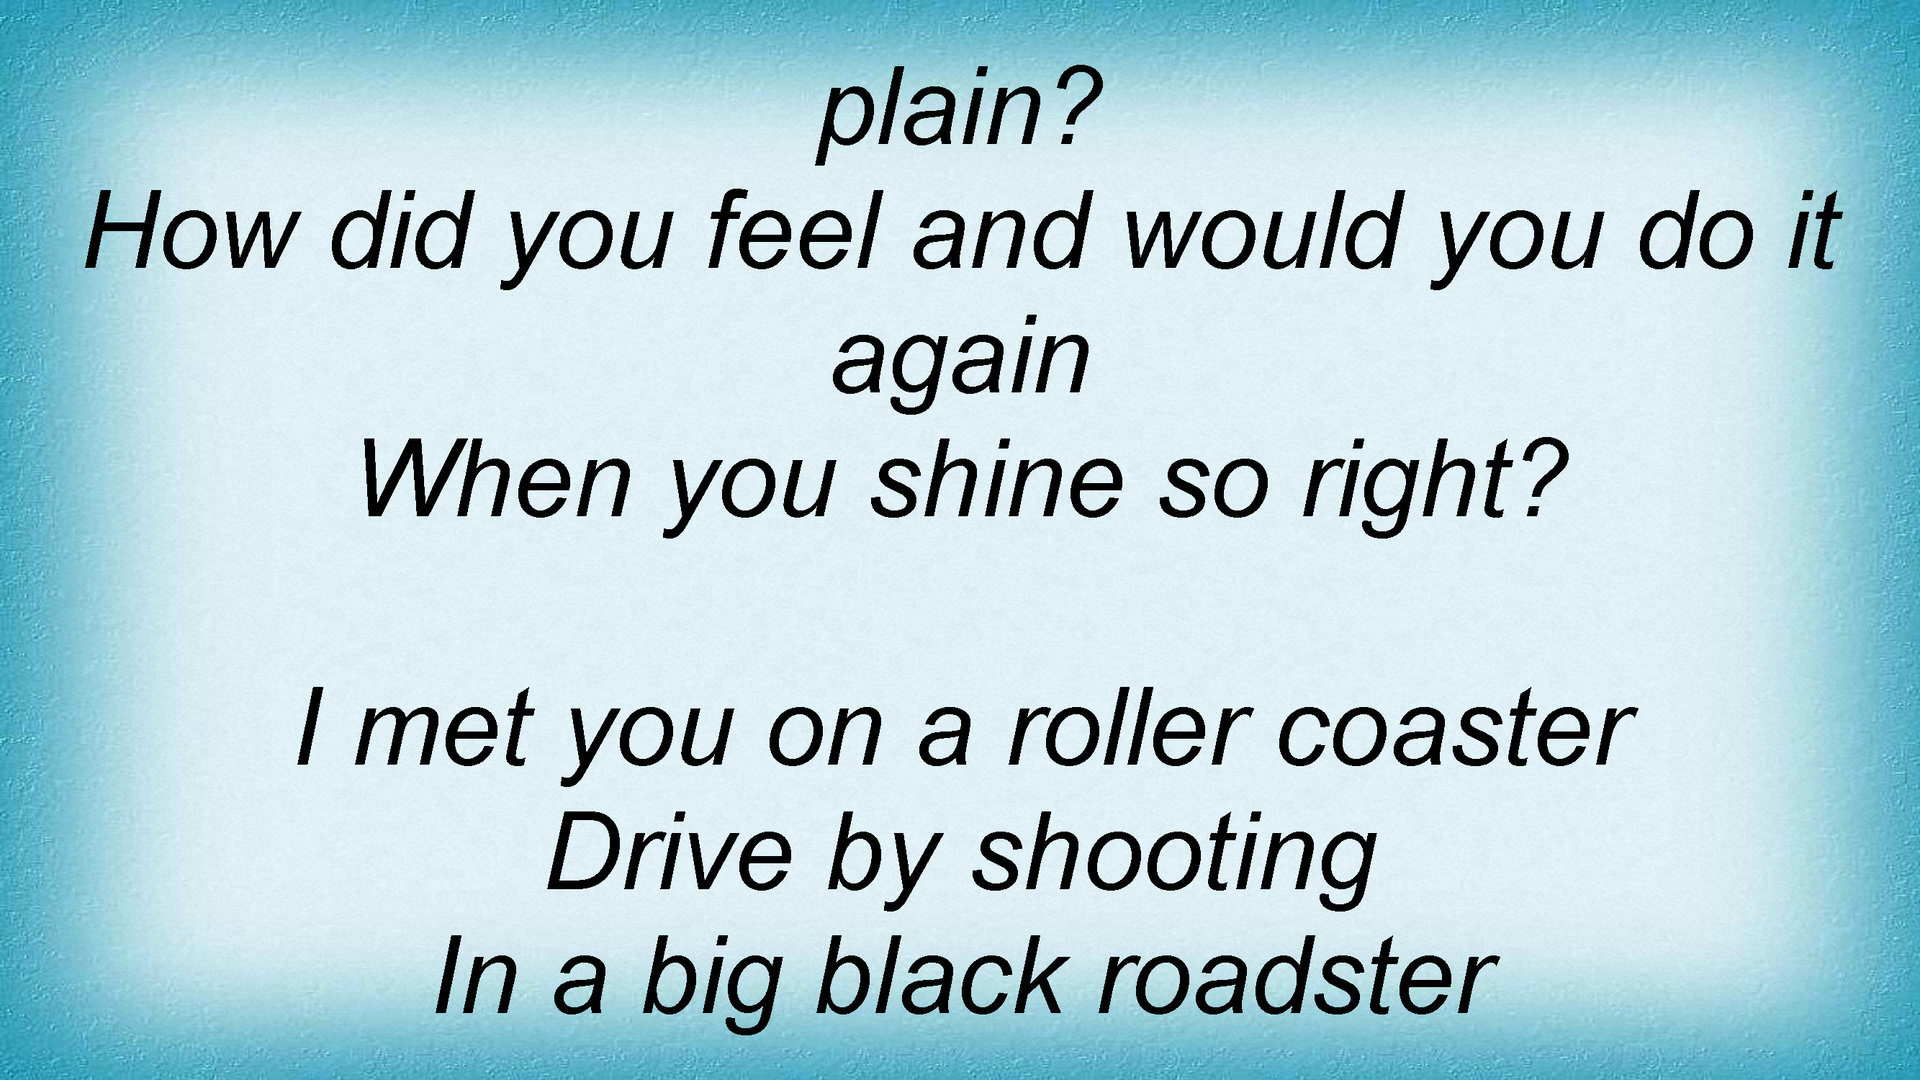 plain?
How did you feel and would you do it
again
When you shine so right?
I met you on a roller coaster
Drive by shooting
In a big black roadster